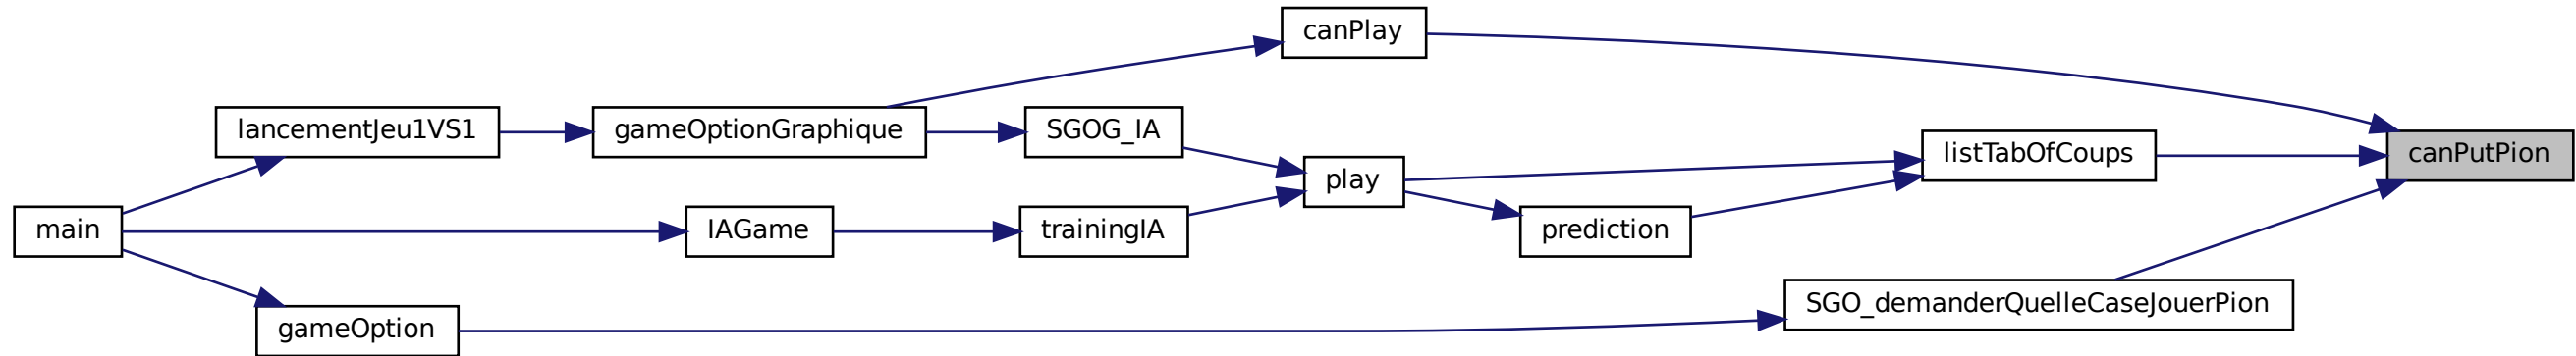 canPlay
lancementJeu1VS1
gameOptionGraphique
SGOG_IA
listTabOfCoups
canPutPion
play
main
IAGame
trainingIA
prediction
SGO_demanderQuelleCaseJouerPion
gameOption